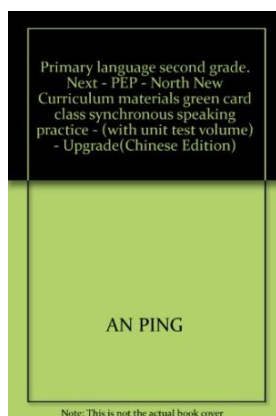 Primary language second grade.
Next - PEP - North New
Curriculum materials green card
class synchronous speaking
practice - (with unit test volume)
- Upgrade(Chinese Edition)
AN PING
Note: This is not the actual book cover